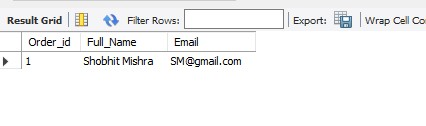 Result Grid Filter Rows: Export: Wrap Cell Co
Order_id Full_Name Email
1 Shobhit Mishra SM@gmail.com